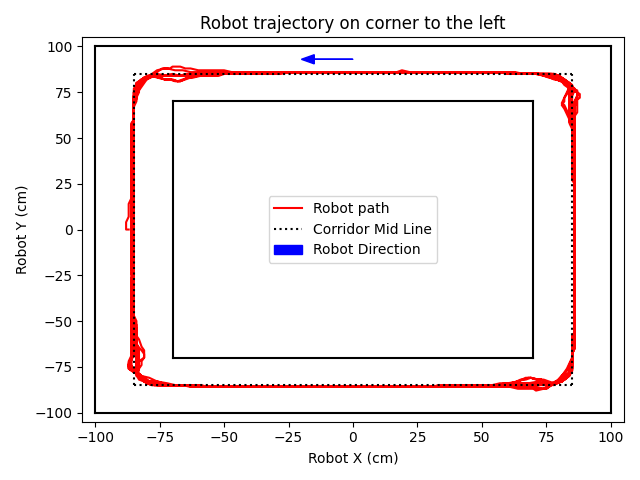 Robot trajectory on corner to the left
100
75
50
25
0
−25
−50
−75
−100
Robot Y (cm)
Robot path
Corridor Mid Line
Robot Direction
−100 −75 −50 −25 0 25 50 75 100
Robot X (cm)